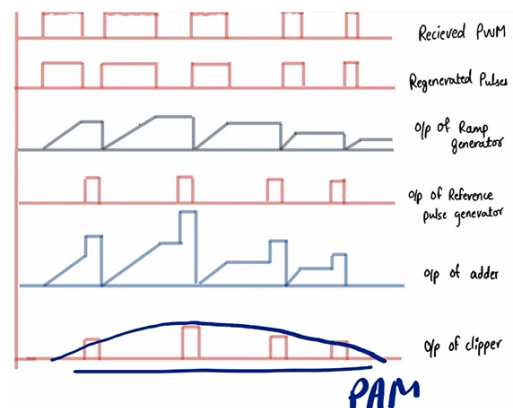 Recieved PWM
Regenerated Pulses
O/p of Ramp
generator
O/p of Reference
pulse generator
O/p of adder
O/p of clipper
PAM